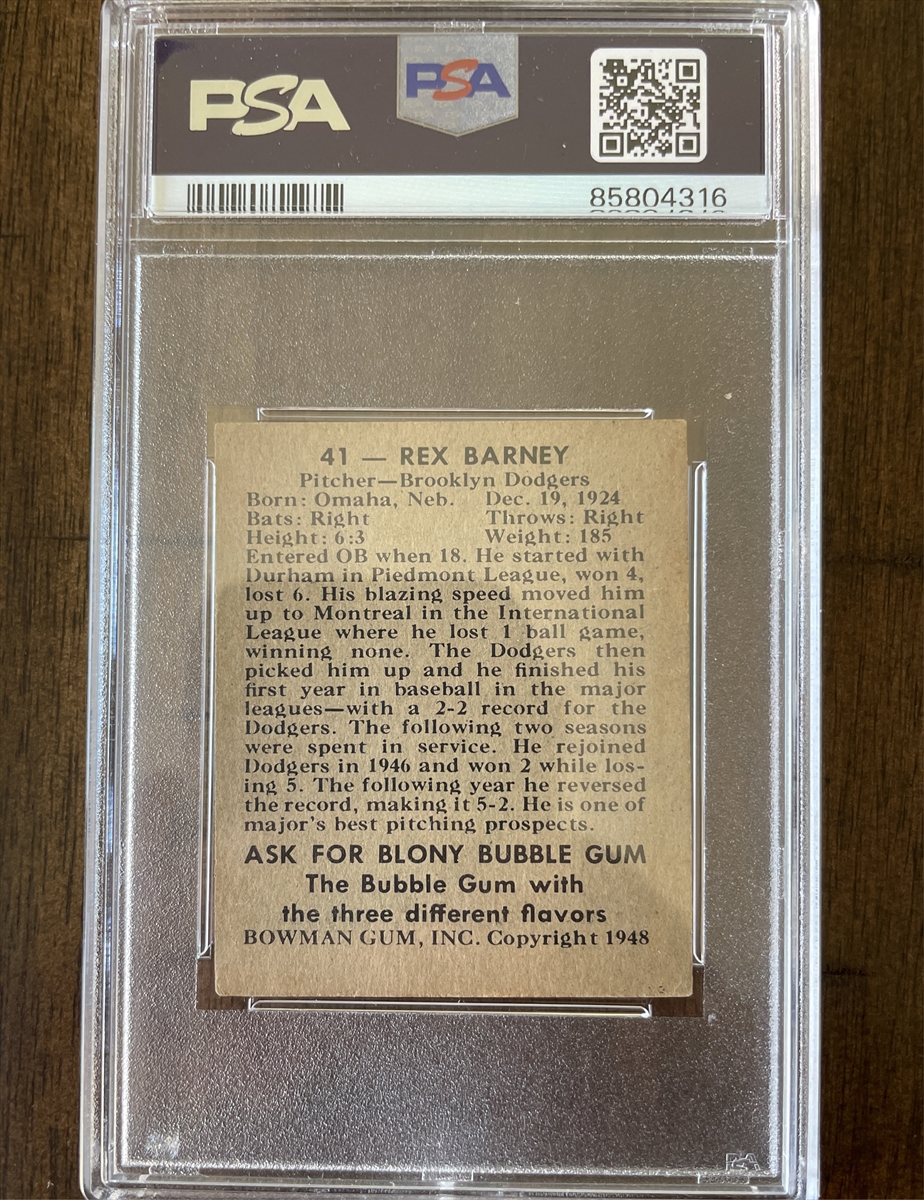 PSA
PSA
85804316
41 — REX BARNEY
Pitcher—Brooklyn Dodgers
Born: Omaha, Neb. Dec. 19, 1924
Bats: Right Throws: Right
Height: 6:3 Weight: 185
Entered OB when 18. He started with
Durham in Piedmont League, won 4,
lost 6. His blazing speed moved him
up to Montreal in the International
League where he lost 1 ball game,
winning none. The Dodgers then
picked him up and he finished his
first year in baseball in the major
leagues—with a 2-2 record for the
Dodgers. The following two seasons
were spent in service. He rejoined
Dodgers in 1946 and won 2 while los-
ing 5. The following year he reversed
the record, making it 5-2. He is one of
major's best pitching prospects.
ASK FOR BLONY BUBBLE GUM
The Bubble Gum with
the three different flavors
BOWMAN GUM, INC. Copyright 1948
PSA